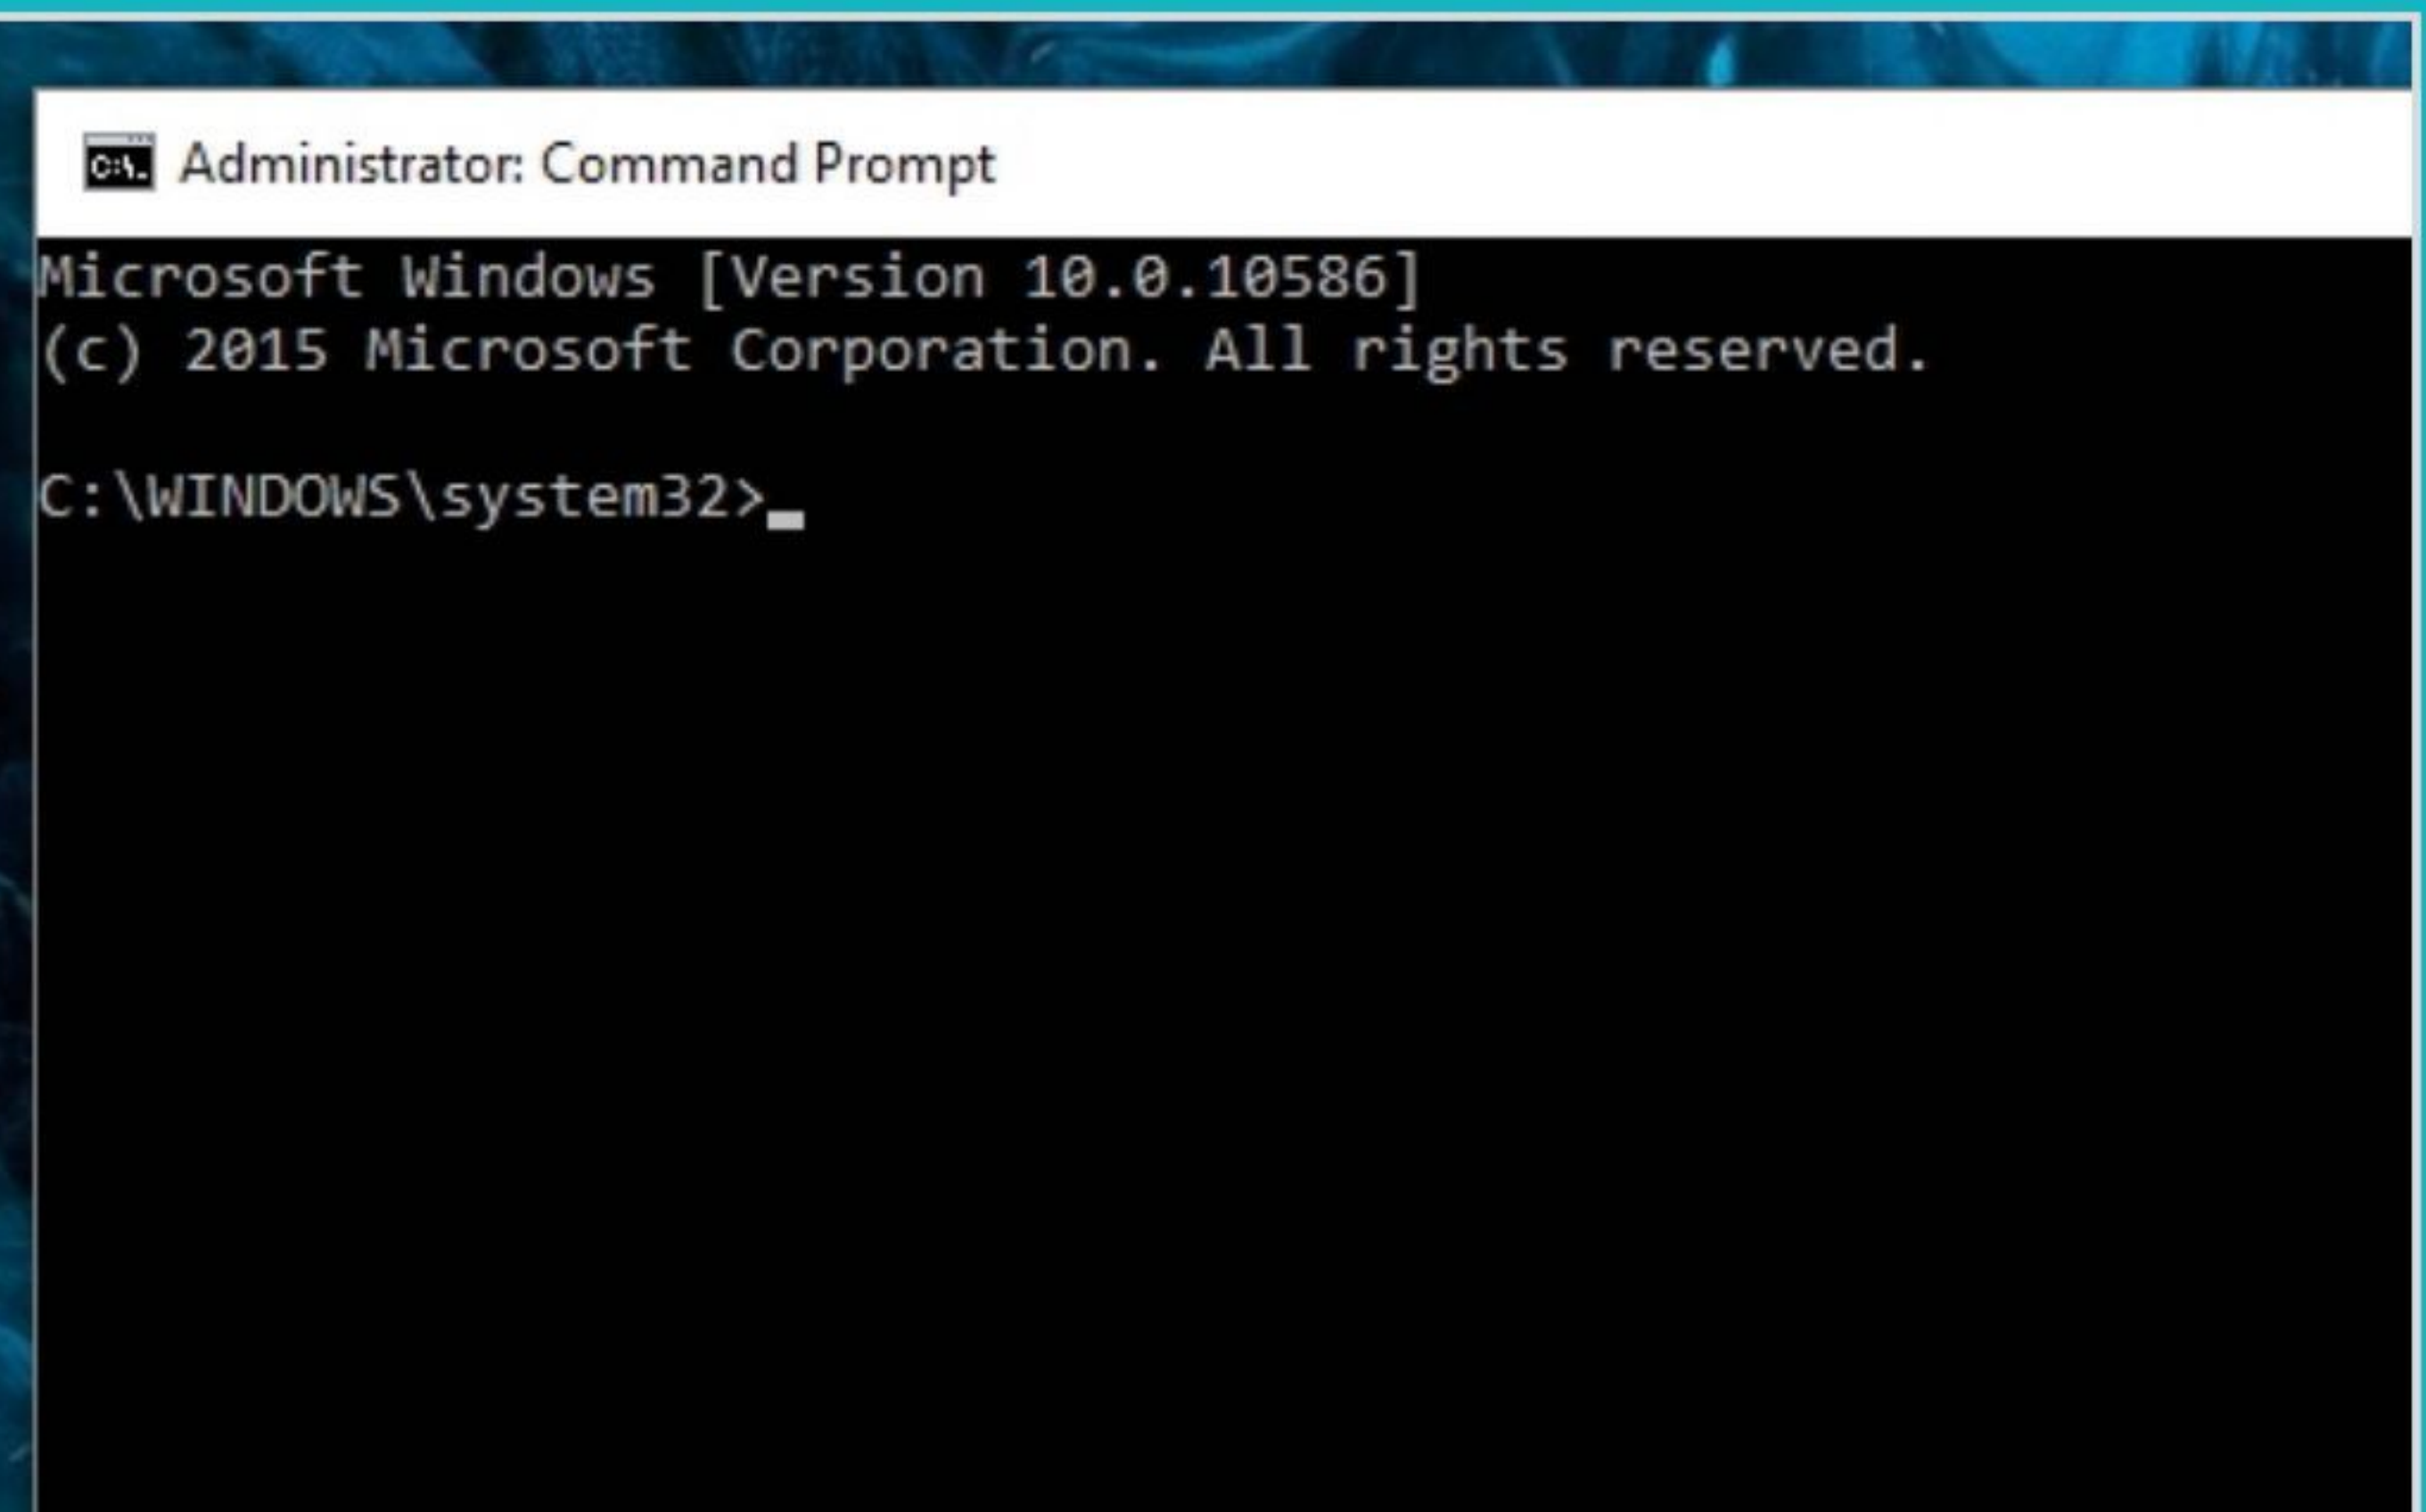 Administrator: Command Prompt
Microsoft Windows [Version 10.0.10586]
(c) 2015 Microsoft Corporation. All rights reserved.
C:\WINDOWS\system32>